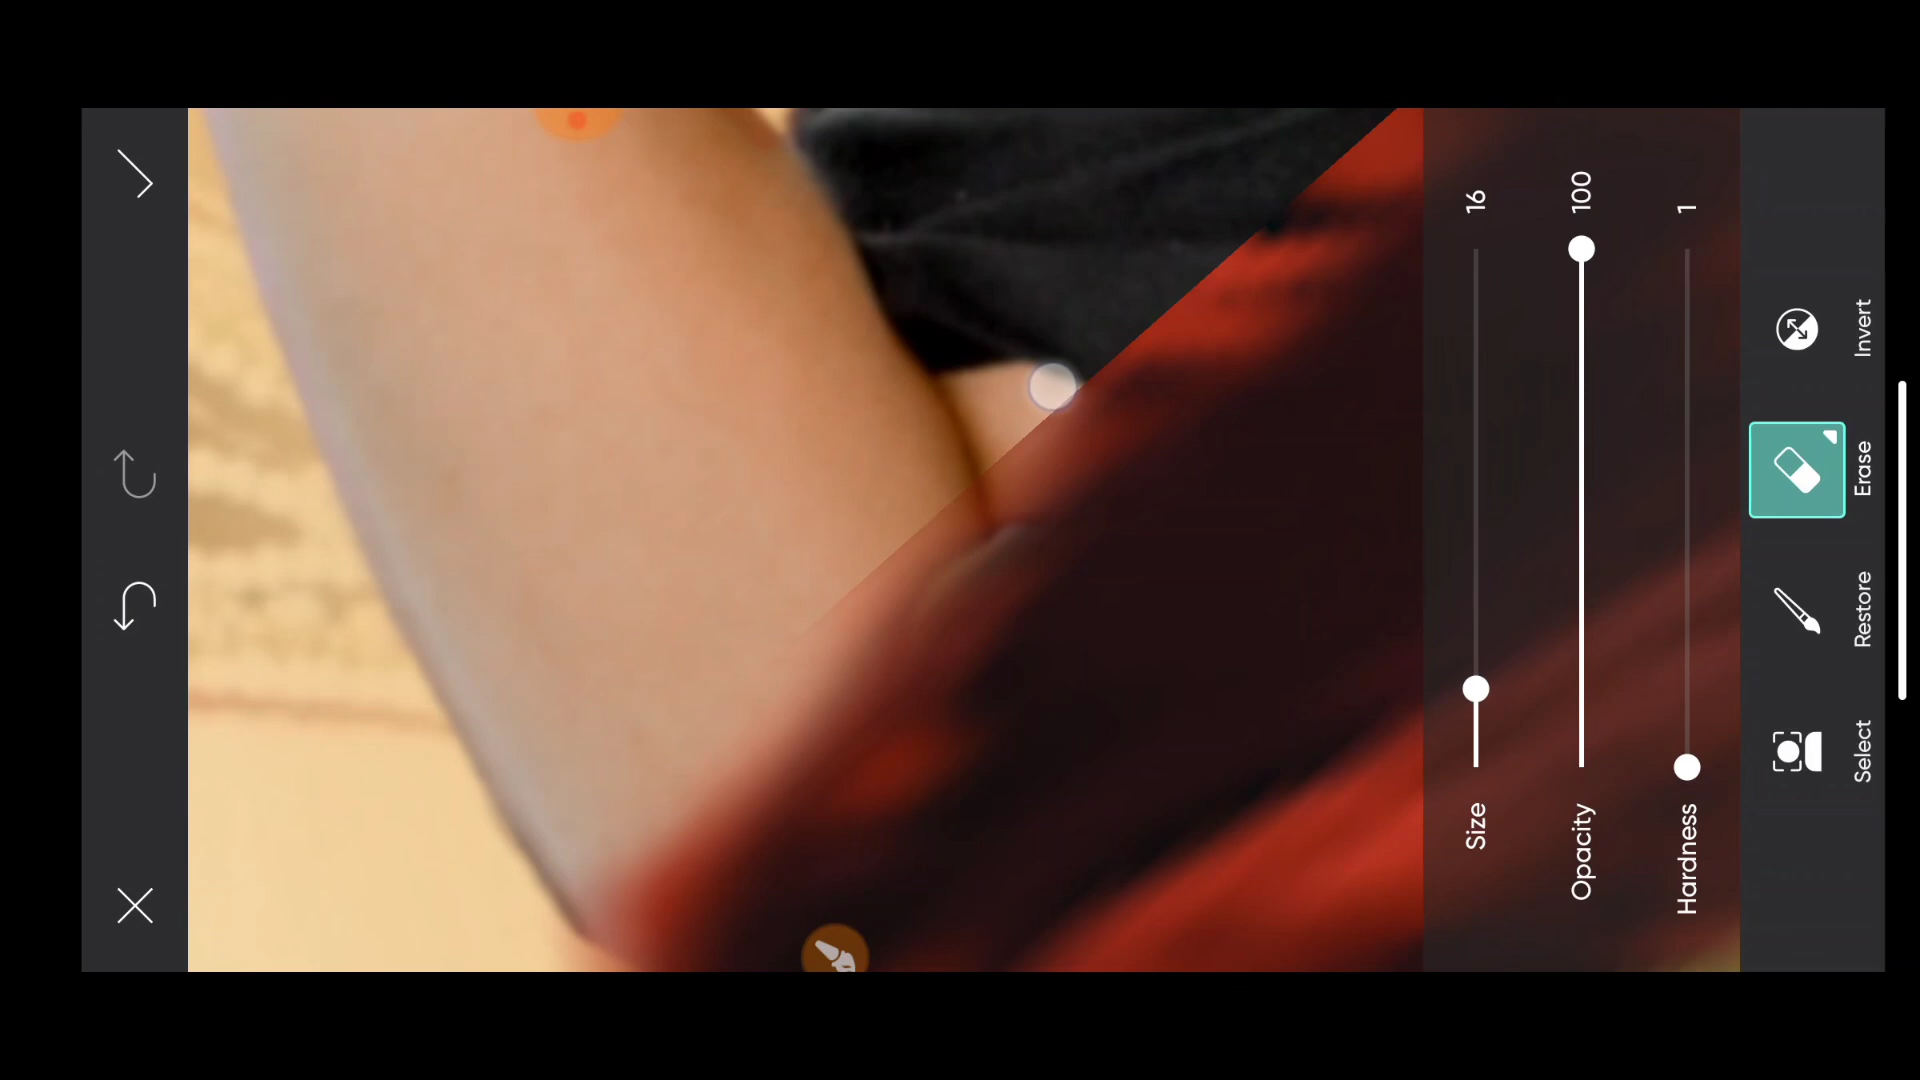 Size 16
Opacity 100
Hardness 1
Select
Restore
Erase
Invert